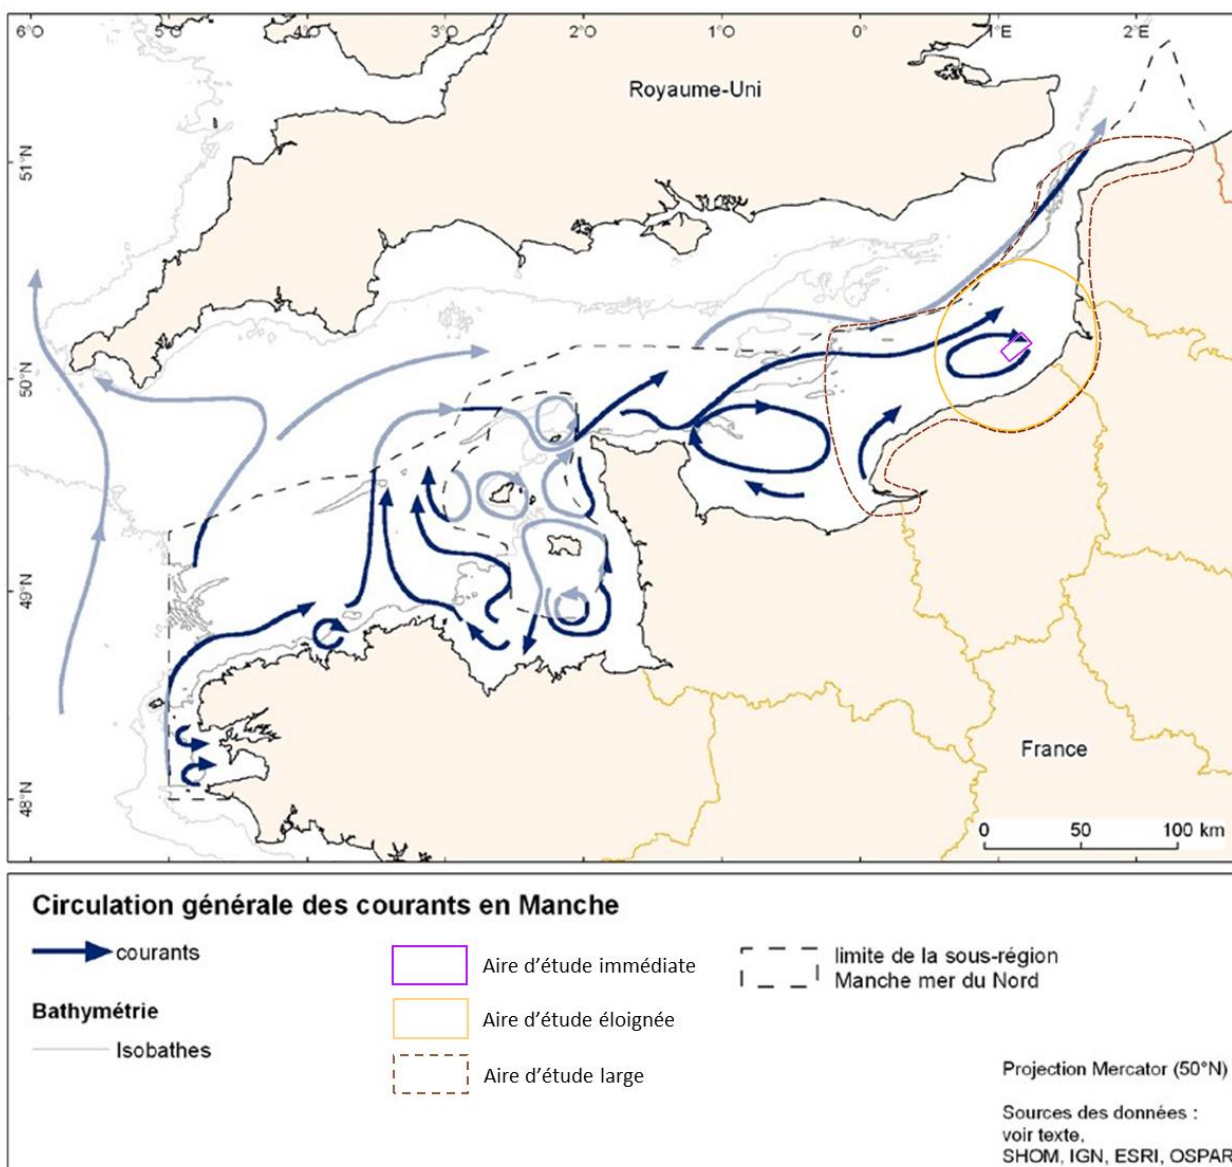 6°O 5°O 4°O 3°O 2°O 1°O 0° 1°E 2°E
51°N
50°N
49°N
48°N
Royaume-Uni
France
0 50 100 km
Circulation générale des courants en Manche
courants
Bathymétrie
Isobathes
Aire d'étude immédiate
Aire d'étude éloignée
Aire d'étude large
limite de la sous-région
Manche mer du Nord
Projection Mercator (50°N)
Sources des données :
voir texte,
SHOM, IGN, ESRI, OSPAR